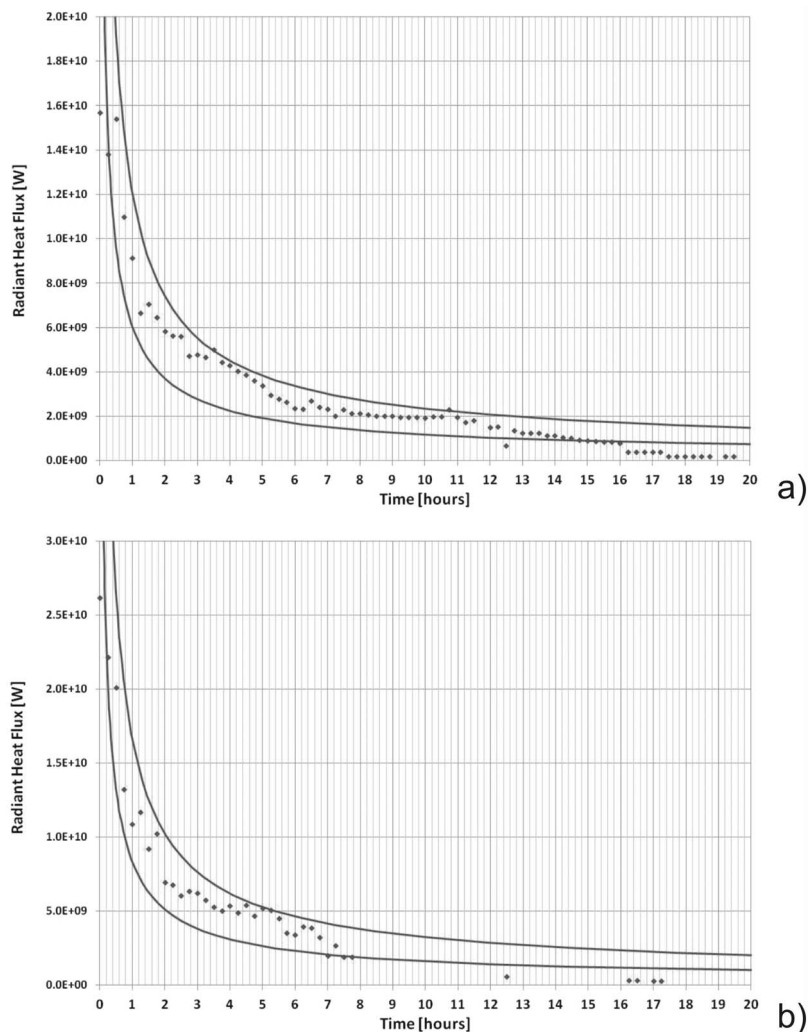 2.0E+10
1.8E+10
1.6E+10
1.4E+10
1.2E+10
1.0E+10
8.0E+09
6.0E+09
4.0E+09
2.0E+09
0.0E+00
Radiant Heat Flux [W]
0 1 2 3 4 5 6 7 8 9 10 11 12 13 14 15 16 17 18 19 20
Time [hours]
a)
3.0E+10
2.5E+10
2.0E+10
1.5E+10
1.0E+10
5.0E+09
0.0E+00
Radiant Heat Flux [W]
0 1 2 3 4 5 6 7 8 9 10 11 12 13 14 15 16 17 18 19 20
Time [hours]
b)